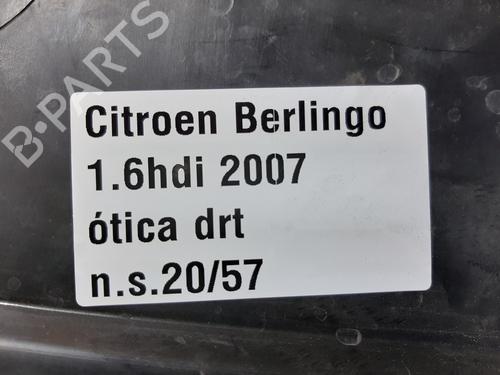 B-PARTS
Citroen Berlingo
1.6hdi 2007
ótica drt
n.s.20/57